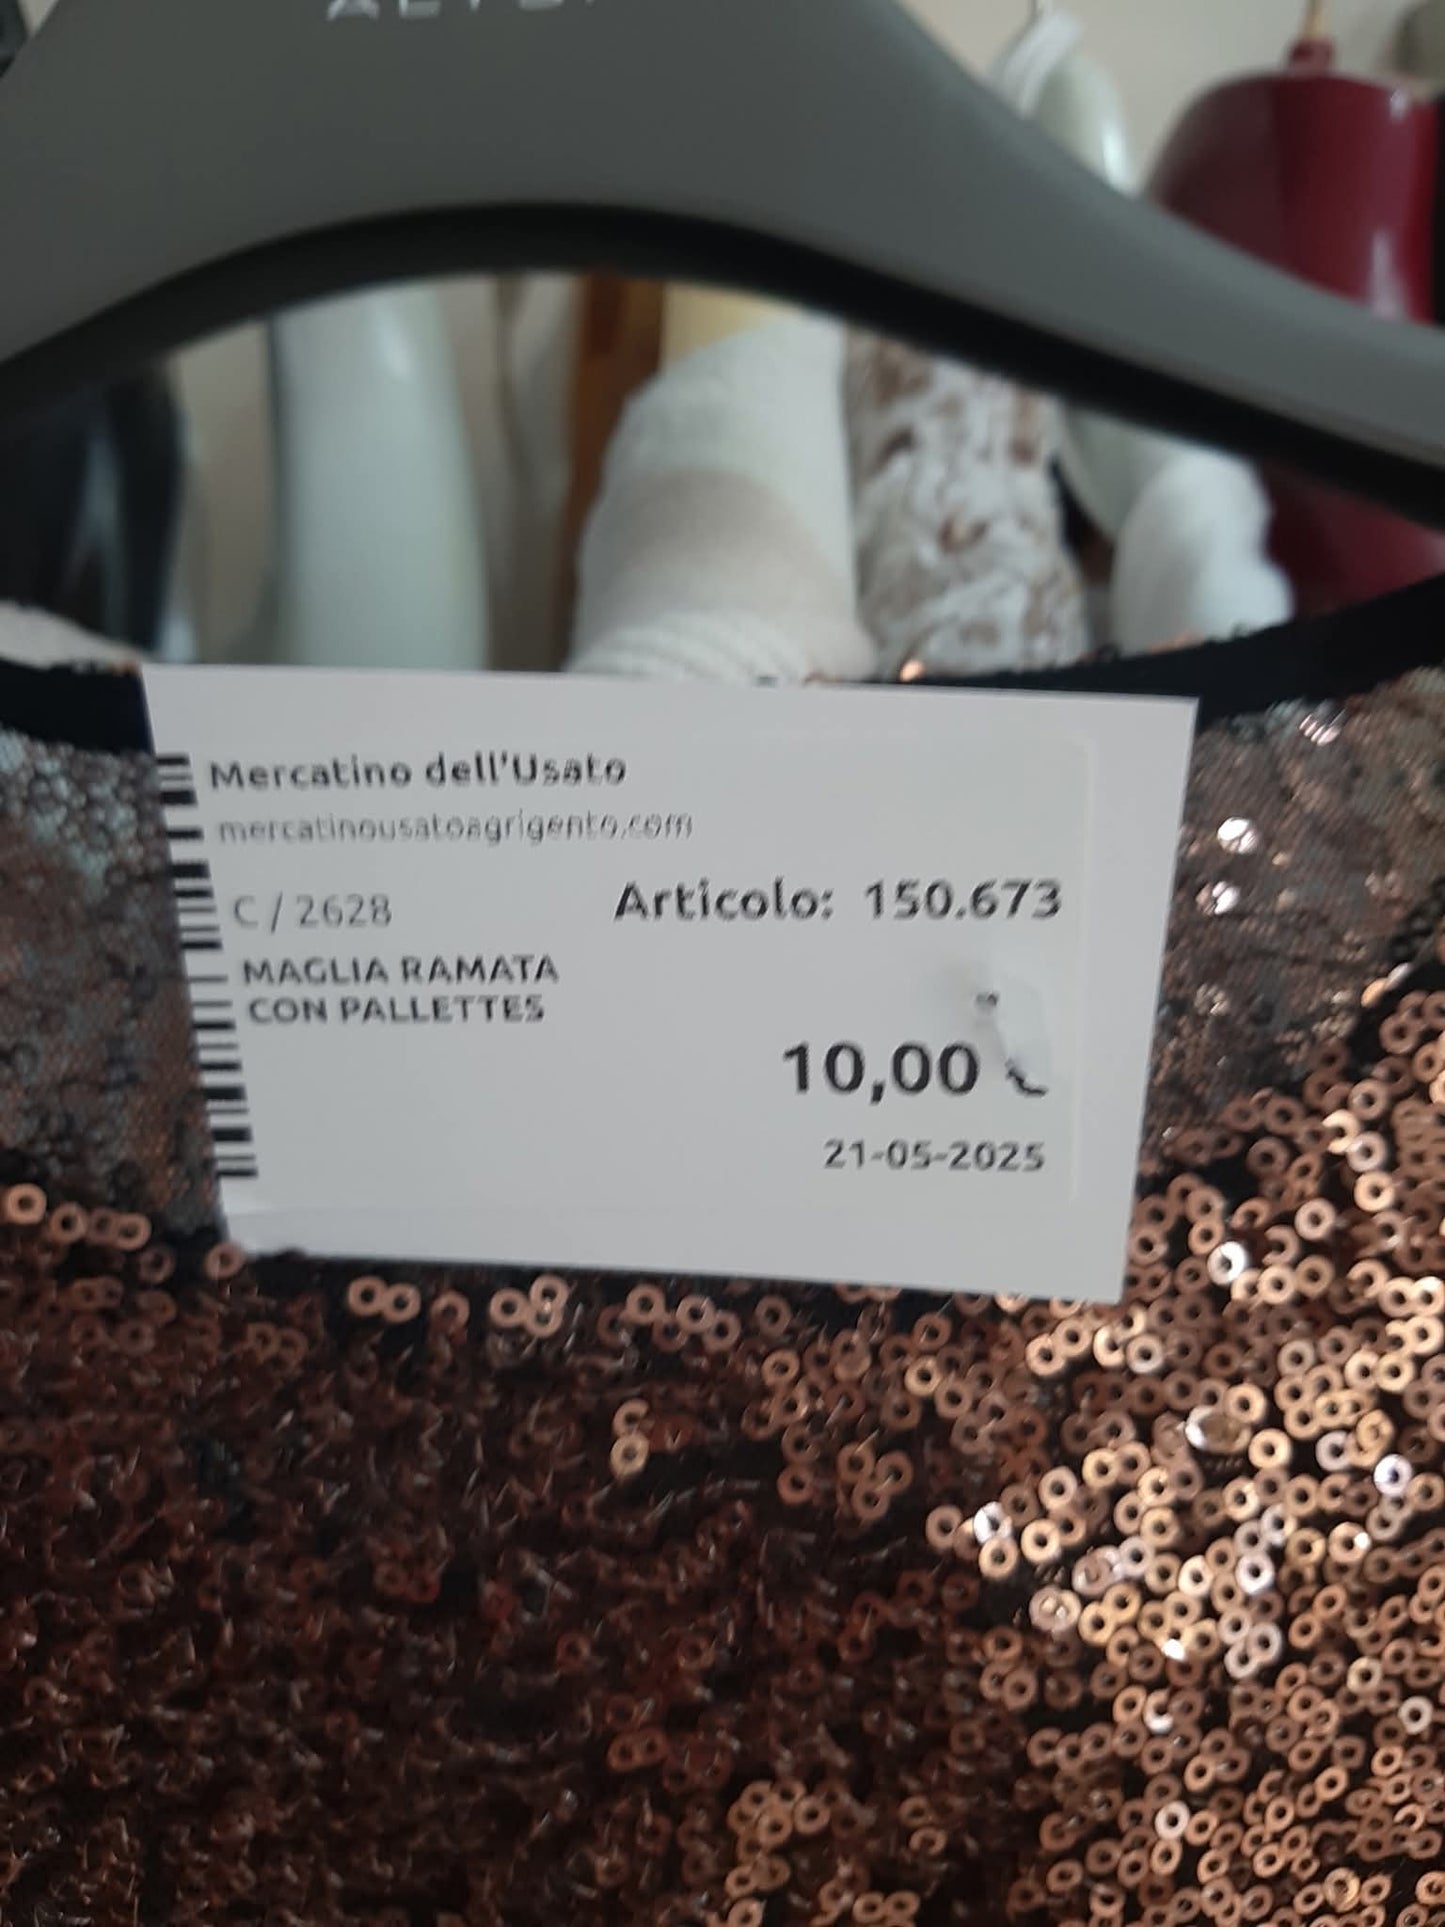 Mercatino dell'Usato
mercatinousatoagrigento.com
C / 2628
Articolo: 150.673
MAGLIA RAMATA
CON PALLETTES
10,00
21-05-2025